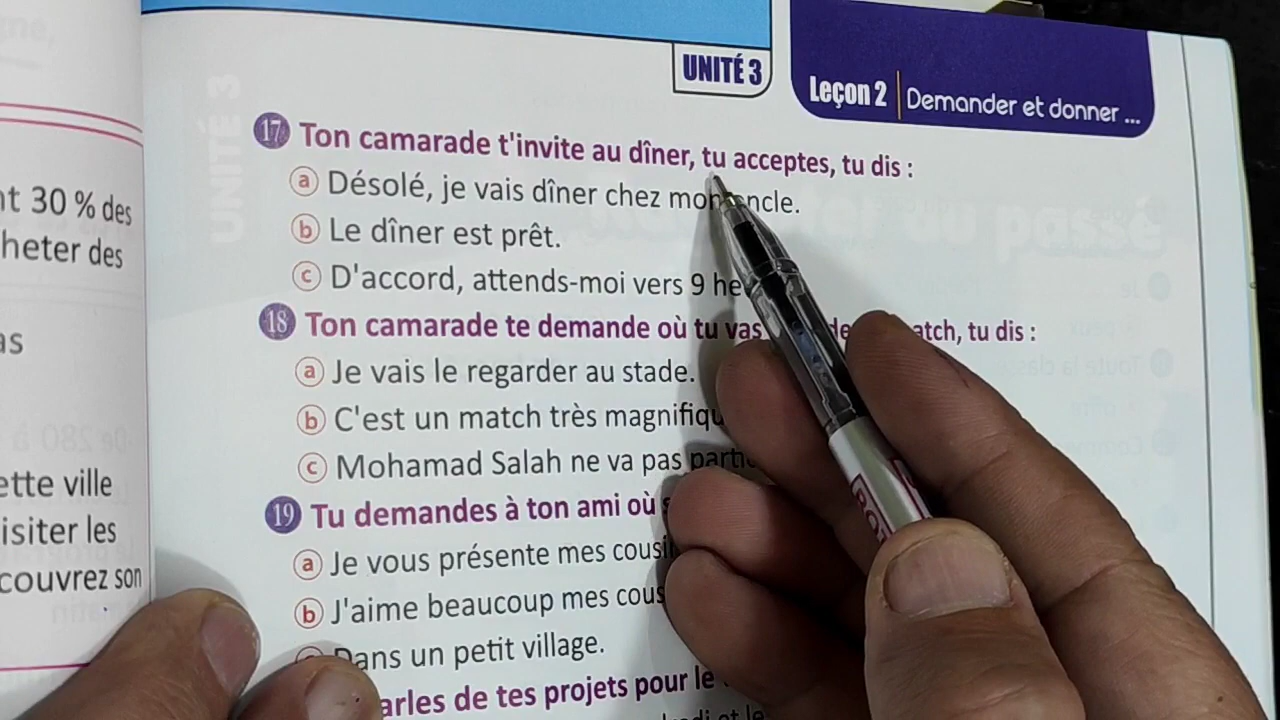 UNITÉ 3
Leçon 2 Demander et donner ...
UNITÉ 3
nt 30 % des
heter des
as
ette ville
isiter les
couvrez son
17 Ton camarade t'invite au dîner, tu acceptes, tu dis :
a Désolé, je vais dîner chez mon oncle.
b Le dîner est prêt.
c D'accord, attends-moi vers 9 he
18 Ton camarade te demande où tu vas match, tu dis :
a Je vais le regarder au stade.
b C'est un match très magnifiqu
c Mohamad Salah ne va pas partic
19 Tu demandes à ton ami où
a Je vous présente mes cousi
b J'aime beaucoup mes cous
c Dans un petit village.
arles de tes projets pour le